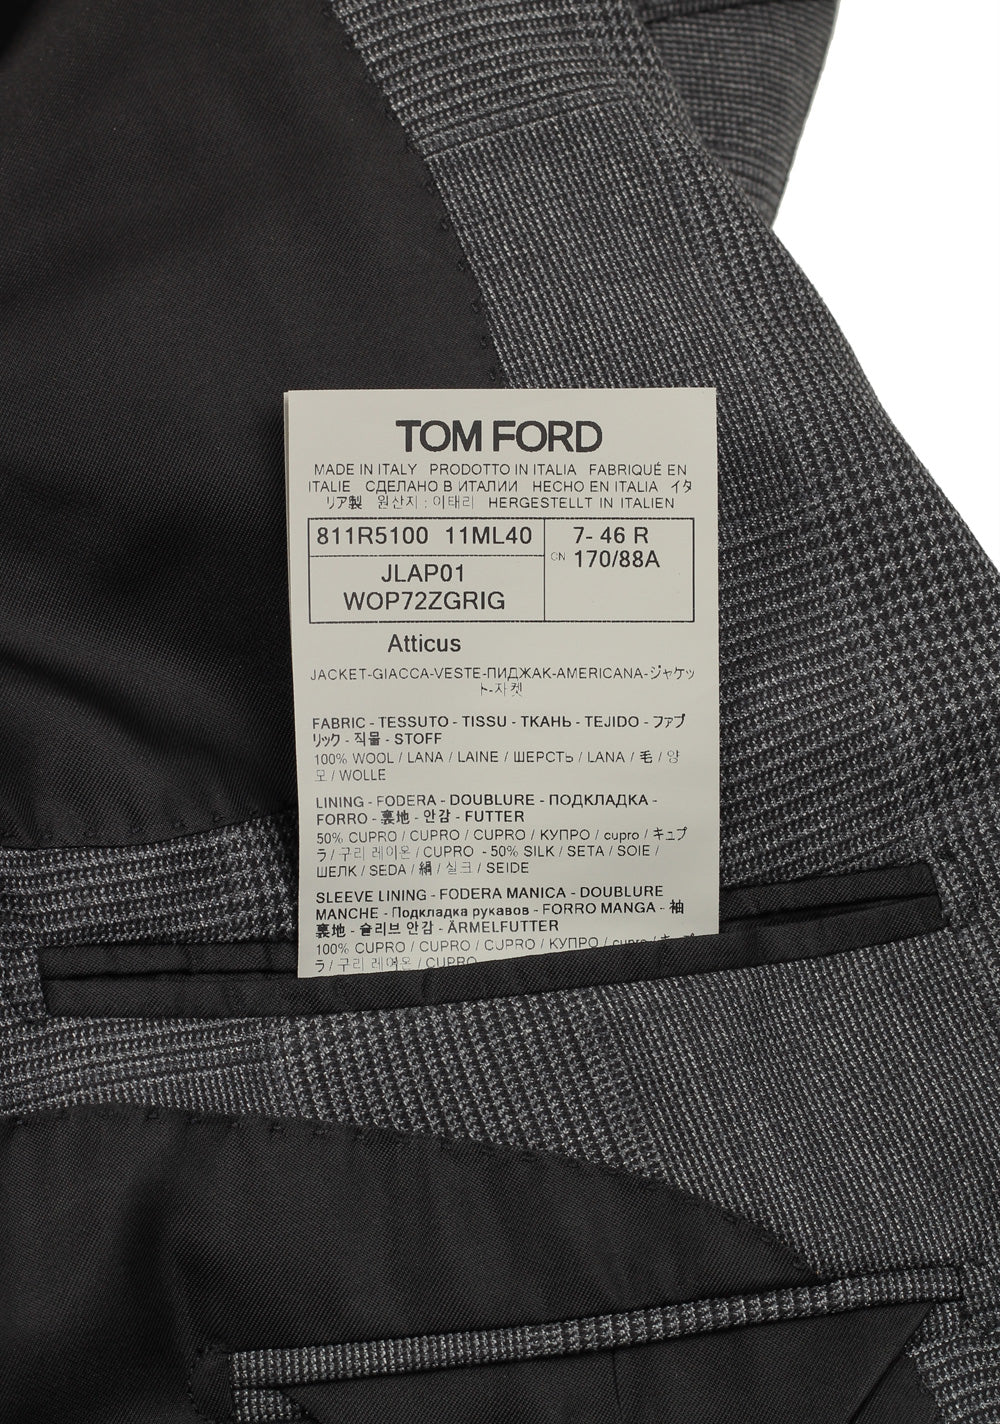 TOM FORD
MADE IN ITALY PRODOTTO IN ITALIA FABRIQUÉ EN
ITALIE СДЕЛАНО В ИТАЛИИ HECHO EN ITALIA イタ
リア製 원산지 : 이태리 HERGESTELLT IN ITALIEN
811R5100 11ML40 7- 46 R
CN 170/88A
JLAP01
WOP72ZGRIG
Atticus
JACKET-GIACCA-VESTE-ПИДЖАК-AMERICANA-ジャケッ
ト-자켓
FABRIC - TESSUTO - TISSU - ТКАНЬ - TEJIDO - ファブ
リック - 직물 - STOFF
100% WOOL / LANA / LAINE / ШЕРСТЬ / LANA / 毛 / 양
모 / WOLLE
LINING - FODERA - DOUBLURE - ПОДКЛАДКА -
FORRO - 裏地 - 안감 - FUTTER
50% CUPRO / CUPRO / CUPRO / КУПРО / cupro / キュプ
ラ / 구리 레이온 / CUPRO - 50% SILK / SETA / SOIE /
ШЕЛК / SEDA / 絹 / 실크 / SEIDE
SLEEVE LINING - FODERA MANICA - DOUBLURE
MANCHE - Подкладка рукавов - FORRO MANGA - 袖
裏地 - 슬리브 안감 - ÄRMELFUTTER
100% CUPRO / CUPRO / CUPRO / КУПРО / cupro / キュプ
ラ / 구리 레이온 / CUPRO